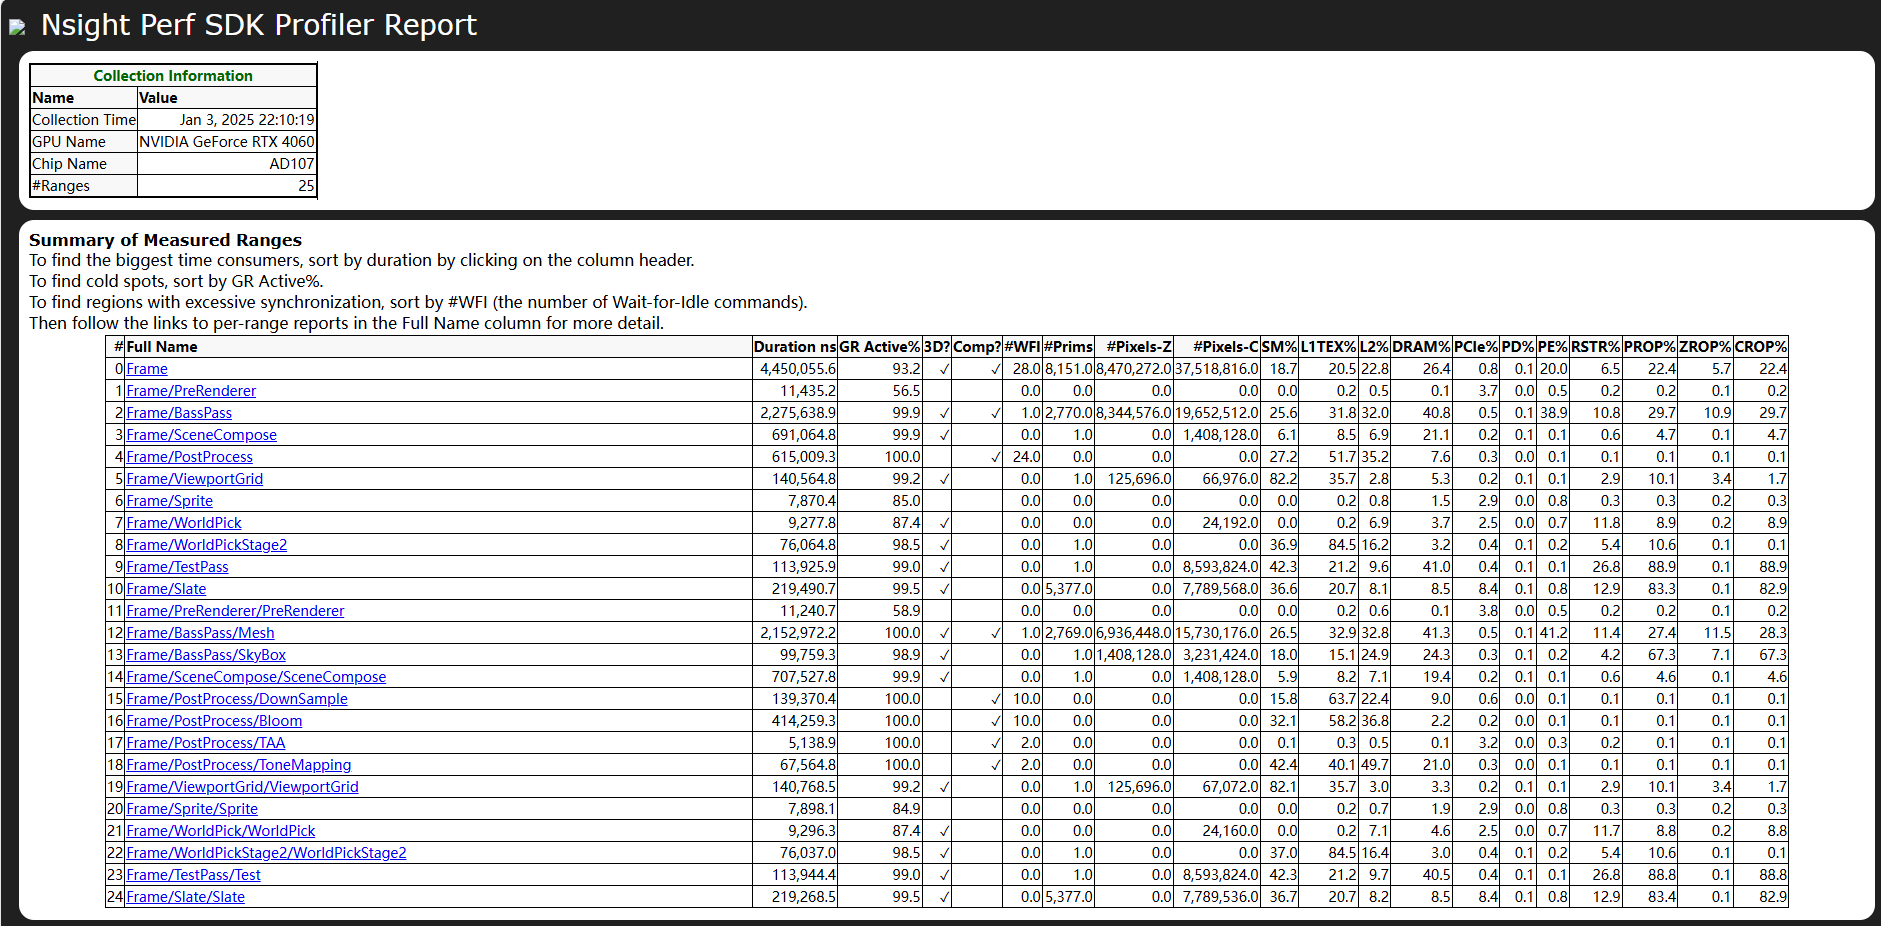 Nsight Perf SDK Profiler Report
Collection Information
Name Value
Collection Time Jan 3, 2025 22:10:19
GPU Name NVIDIA GeForce RTX 4060
Chip Name AD107
#Ranges 25
Summary of Measured Ranges
To find the biggest time consumers, sort by duration by clicking on the column header.
To find cold spots, sort by GR Active%.
To find regions with excessive synchronization, sort by #WFI (the number of Wait-for-Idle commands).
Then follow the links to per-range reports in the Full Name column for more detail.
# Full Name Duration ns GR Active% 3D? Comp? #WFI #Prims #Pixels-Z #Pixels-C SM% L1TEX% L2% DRAM% PCIe% PD% PE% RSTR% PROP% ZROP% CROP%
0 Frame 4,450,055.6 93.2 ✓ ✓ 28.0 8,151.0 8,470,272.0 37,518,816.0 18.7 20.5 22.8 26.4 0.8 0.1 20.0 6.5 22.4 5.7 22.4
1 Frame/PreRenderer 11,435.2 56.5 0.0 0.0 0.0 0.0 0.0 0.2 0.5 0.1 3.7 0.0 0.5 0.2 0.2 0.1 0.2
2 Frame/BassPass 2,275,638.9 99.9 ✓ ✓ 1.0 2,770.0 8,344,576.0 19,652,512.0 25.6 31.8 32.0 40.8 0.5 0.1 38.9 10.8 29.7 10.9 29.7
3 Frame/SceneCompose 691,064.8 99.9 ✓ 0.0 1.0 0.0 1,408,128.0 6.1 8.5 6.9 21.1 0.2 0.1 0.1 0.6 4.7 0.1 4.7
4 Frame/PostProcess 615,009.3 100.0 ✓ 24.0 0.0 0.0 0.0 27.2 51.7 35.2 7.6 0.3 0.0 0.1 0.1 0.1 0.1 0.1
5 Frame/ViewportGrid 140,564.8 99.2 ✓ 0.0 1.0 125,696.0 66,976.0 82.2 35.7 2.8 5.3 0.2 0.1 0.1 2.9 10.1 3.4 1.7
6 Frame/Sprite 7,870.4 85.0 0.0 0.0 0.0 0.0 0.0 0.2 0.8 1.5 2.9 0.0 0.8 0.3 0.3 0.2 0.3
7 Frame/WorldPick 9,277.8 87.4 ✓ 0.0 0.0 0.0 24,192.0 0.0 0.2 6.9 3.7 2.5 0.0 0.7 11.8 8.9 0.2 8.9
8 Frame/WorldPickStage2 76,064.8 98.5 ✓ 0.0 1.0 0.0 0.0 36.9 84.5 16.2 3.2 0.4 0.1 0.2 5.4 10.6 0.1 0.1
9 Frame/TestPass 113,925.9 99.0 ✓ 0.0 1.0 0.0 8,593,824.0 42.3 21.2 9.6 41.0 0.4 0.1 0.1 26.8 88.9 0.1 88.9
10 Frame/Slate 219,490.7 99.5 ✓ 0.0 5,377.0 0.0 7,789,568.0 36.6 20.7 8.1 8.5 8.4 0.1 0.8 12.9 83.3 0.1 82.9
11 Frame/PreRenderer/PreRenderer 11,240.7 58.9 0.0 0.0 0.0 0.0 0.0 0.2 0.6 0.1 3.8 0.0 0.5 0.2 0.2 0.1 0.2
12 Frame/BassPass/Mesh 2,152,972.2 100.0 ✓ ✓ 1.0 2,769.0 6,936,448.0 15,730,176.0 26.5 32.9 32.8 41.3 0.5 0.1 41.2 11.4 27.4 11.5 28.3
13 Frame/BassPass/SkyBox 99,759.3 98.9 ✓ 0.0 1.0 1,408,128.0 3,231,424.0 18.0 15.1 24.9 24.3 0.3 0.1 0.2 4.2 67.3 7.1 67.3
14 Frame/SceneCompose/SceneCompose 707,527.8 99.9 ✓ 0.0 1.0 0.0 1,408,128.0 5.9 8.2 7.1 19.4 0.2 0.1 0.1 0.6 4.6 0.1 4.6
15 Frame/PostProcess/DownSample 139,370.4 100.0 ✓ 10.0 0.0 0.0 0.0 15.8 63.7 22.4 9.0 0.6 0.0 0.1 0.1 0.1 0.1 0.1
16 Frame/PostProcess/Bloom 414,259.3 100.0 ✓ 10.0 0.0 0.0 0.0 32.1 58.2 36.8 2.2 0.2 0.0 0.1 0.1 0.1 0.1 0.1
17 Frame/PostProcess/TAA 5,138.9 100.0 ✓ 2.0 0.0 0.0 0.0 0.1 0.3 0.5 0.1 3.2 0.0 0.3 0.2 0.1 0.1 0.1
18 Frame/PostProcess/ToneMapping 67,564.8 100.0 ✓ 2.0 0.0 0.0 0.0 42.4 40.1 49.7 21.0 0.3 0.0 0.1 0.1 0.1 0.1 0.1
19 Frame/ViewportGrid/ViewportGrid 140,768.5 99.2 ✓ 0.0 1.0 125,696.0 67,072.0 82.1 35.7 3.0 3.3 0.2 0.1 0.1 2.9 10.1 3.4 1.7
20 Frame/Sprite/Sprite 7,898.1 84.9 0.0 0.0 0.0 0.0 0.0 0.2 0.7 1.9 2.9 0.0 0.8 0.3 0.3 0.2 0.3
21 Frame/WorldPick/WorldPick 9,296.3 87.4 ✓ 0.0 0.0 0.0 24,160.0 0.0 0.2 7.1 4.6 2.5 0.0 0.7 11.7 8.8 0.2 8.8
22 Frame/WorldPickStage2/WorldPickStage2 76,037.0 98.5 ✓ 0.0 1.0 0.0 0.0 37.0 84.5 16.4 3.0 0.4 0.1 0.2 5.4 10.6 0.1 0.1
23 Frame/TestPass/Test 113,944.4 99.0 ✓ 0.0 1.0 0.0 8,593,824.0 42.3 21.2 9.7 40.5 0.4 0.1 0.1 26.8 88.8 0.1 88.8
24 Frame/Slate/Slate 219,268.5 99.5 ✓ 0.0 5,377.0 0.0 7,789,536.0 36.7 20.7 8.2 8.5 8.4 0.1 0.8 12.9 83.4 0.1 82.9